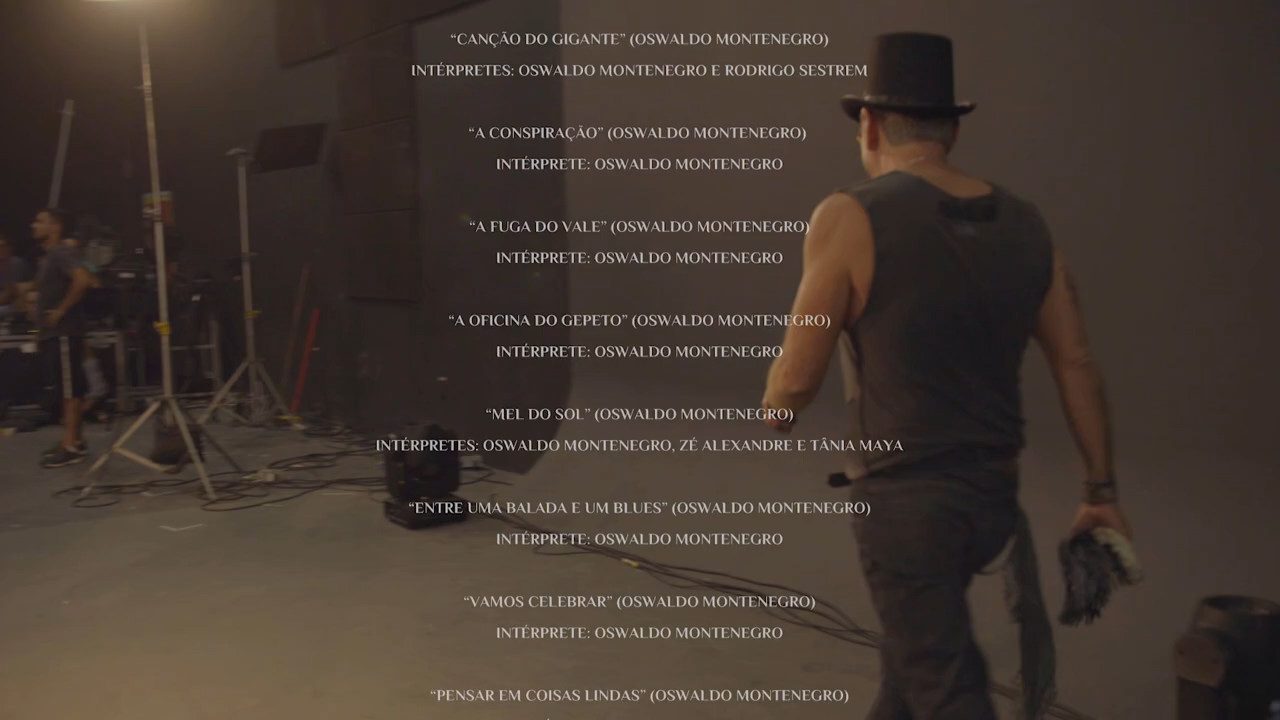 “CANÇÃO DO GIGANTE” (OSWALDO MONTENEGRO)
INTÉRPRETES: OSWALDO MONTENEGRO E RODRIGO SESTREM
“A CONSPIRAÇÃO” (OSWALDO MONTENEGRO)
INTÉRPRETE: OSWALDO MONTENEGRO
“A FUGA DO VALE” (OSWALDO MONTENEGRO)
INTÉRPRETE: OSWALDO MONTENEGRO
“A OFICINA DO GEPETO” (OSWALDO MONTENEGRO)
INTÉRPRETE: OSWALDO MONTENEGRO
“MEL DO SOL” (OSWALDO MONTENEGRO)
INTÉRPRETES: OSWALDO MONTENEGRO, ZÉ ALEXANDRE E TÂNIA MAYA
“ENTRE UMA BALADA E UM BLUES” (OSWALDO MONTENEGRO)
INTÉRPRETE: OSWALDO MONTENEGRO
“VAMOS CELEBRAR” (OSWALDO MONTENEGRO)
INTÉRPRETE: OSWALDO MONTENEGRO
“PENSAR EM COISAS LINDAS” (OSWALDO MONTENEGRO)